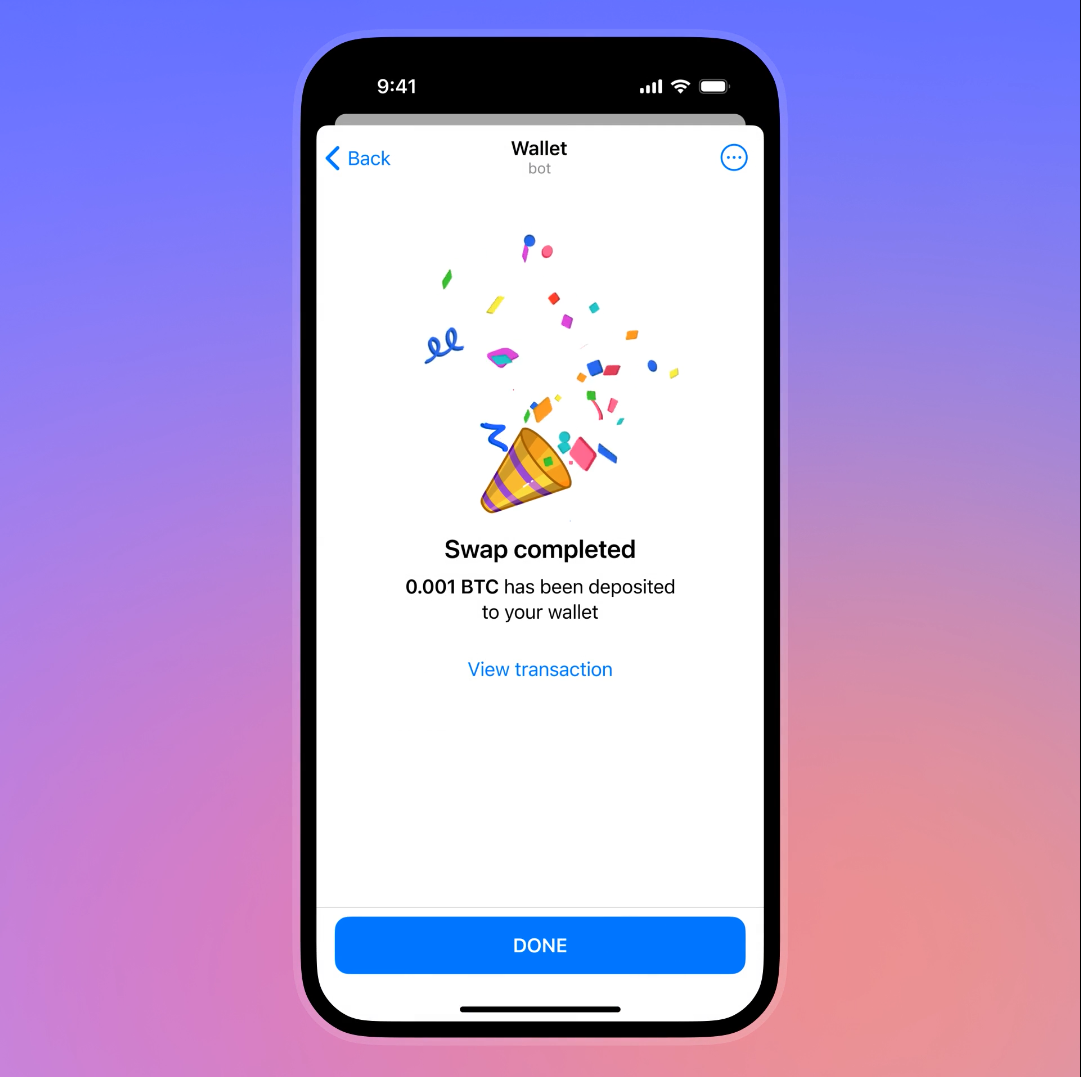 9:41
Back
Wallet
bot
Swap completed
0.001 BTC has been deposited
to your wallet
View transaction
DONE